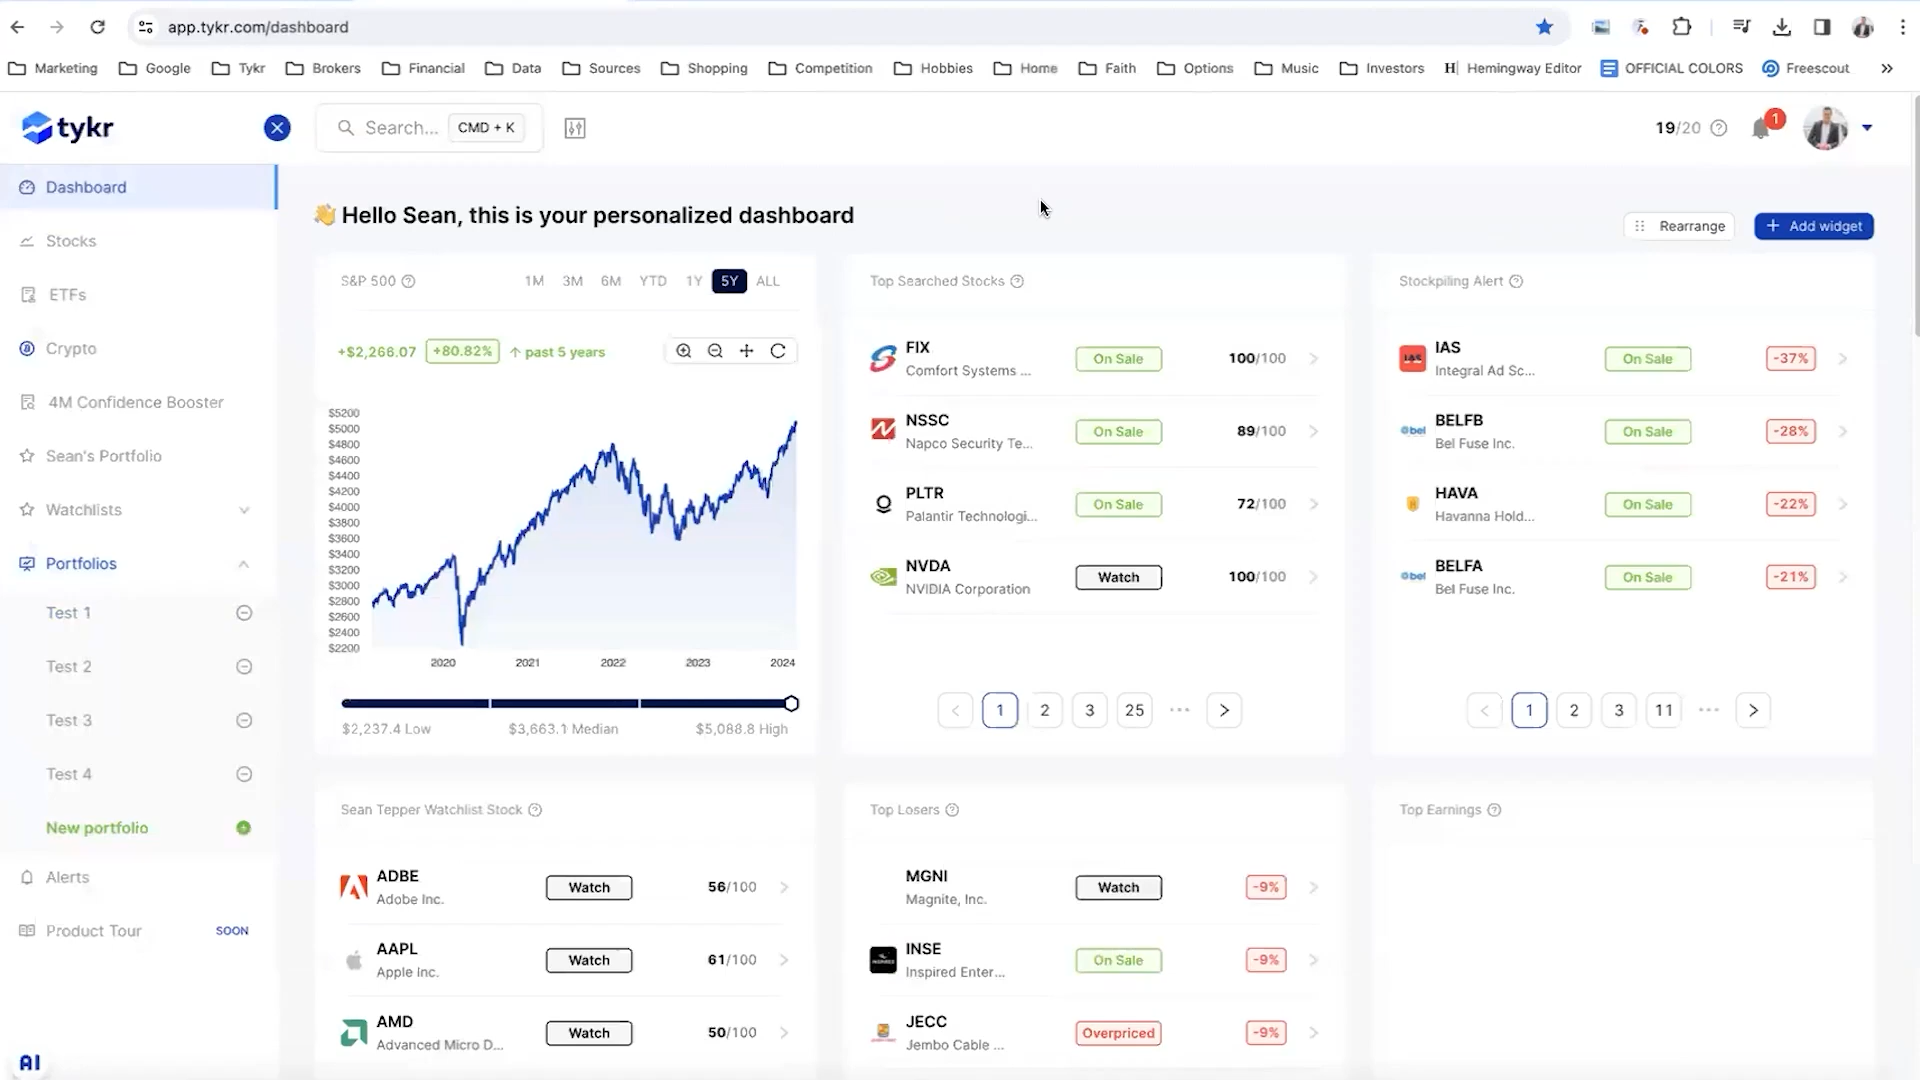 app.tykr.com/dashboard
Marketing Google Tykr Brokers Financial Data Sources Shopping Competition Hobbies Home Faith Options Music Investors Hemingway Editor OFFICIAL COLORS Freescout »
tykr
Search... CMD + K
19/20
1
Dashboard
Stocks
ETFs
Crypto
4M Confidence Booster
Sean's Portfolio
Watchlists
Portfolios
Test 1
Test 2
Test 3
Test 4
New portfolio
Alerts
Product Tour SOON
AI
👋 Hello Sean, this is your personalized dashboard
Rearrange
+ Add widget
S&P 500
1M 3M 6M YTD 1Y 5Y ALL
+$2,266.07 +80.82% ↑ past 5 years
$5200
$5000
$4800
$4600
$4400
$4200
$4000
$3800
$3600
$3400
$3200
$3000
$2800
$2600
$2400
$2200
2020 2021 2022 2023 2024
$2,237.4 Low $3,663.1 Median $5,088.8 High
Top Searched Stocks
FIX On Sale 100/100
Comfort Systems ...
NSSC On Sale 89/100
Napco Security Te...
PLTR On Sale 72/100
Palantir Technologi...
NVDA Watch 100/100
NVIDIA Corporation
< 1 2 3 25 ... >
Stockpiling Alert
IAS On Sale -37%
Integral Ad Sc...
BELFB On Sale -28%
Bel Fuse Inc.
HAVA On Sale -22%
Havanna Hold...
BELFA On Sale -21%
Bel Fuse Inc.
< 1 2 3 11 ... >
Sean Tepper Watchlist Stock
ADBE Watch 56/100
Adobe Inc.
AAPL Watch 61/100
Apple Inc.
AMD Watch 50/100
Advanced Micro D...
Top Losers
MGNI Watch -9%
Magnite, Inc.
INSE On Sale -9%
Inspired Enter...
JECC Overpriced -9%
Jembo Cable ...
Top Earnings